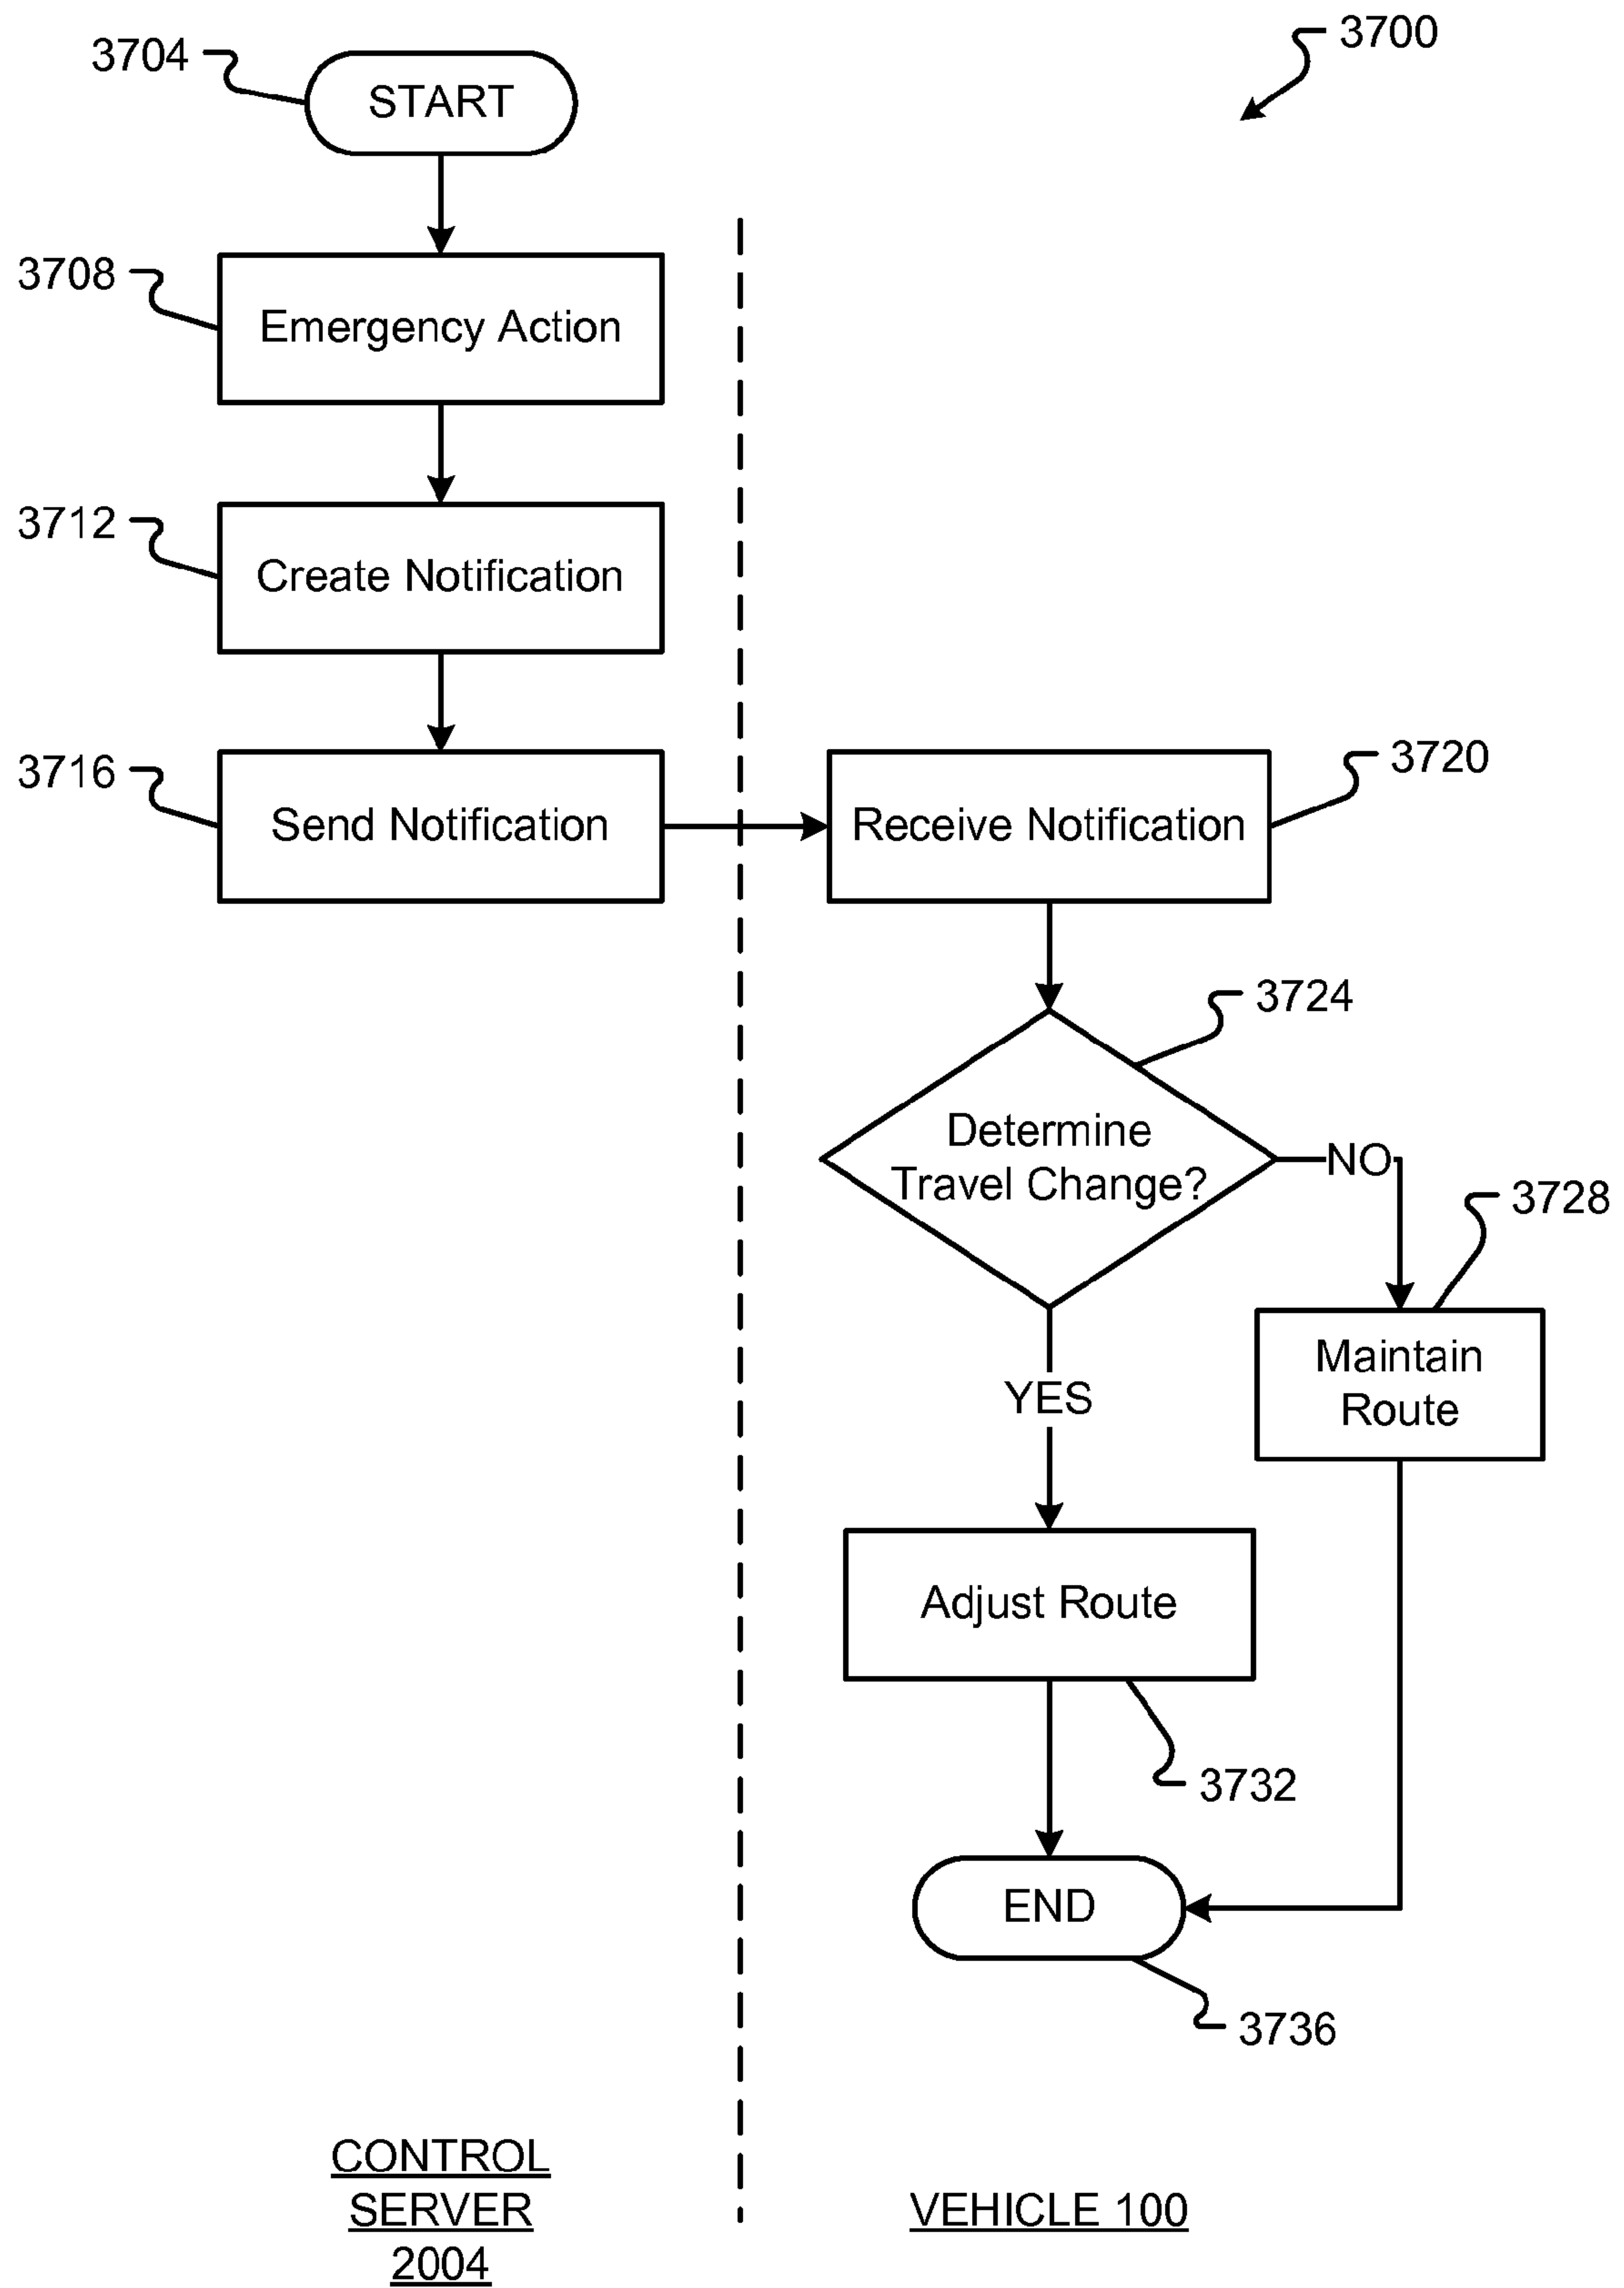 3700
3704
START
3708
Emergency Action
3712
Create Notification
3716
Send Notification
Receive Notification
3720
3724
Determine
Travel Change?
NO
3728
Maintain
Route
YES
Adjust Route
3732
END
3736
CONTROL
SERVER
2004
VEHICLE 100